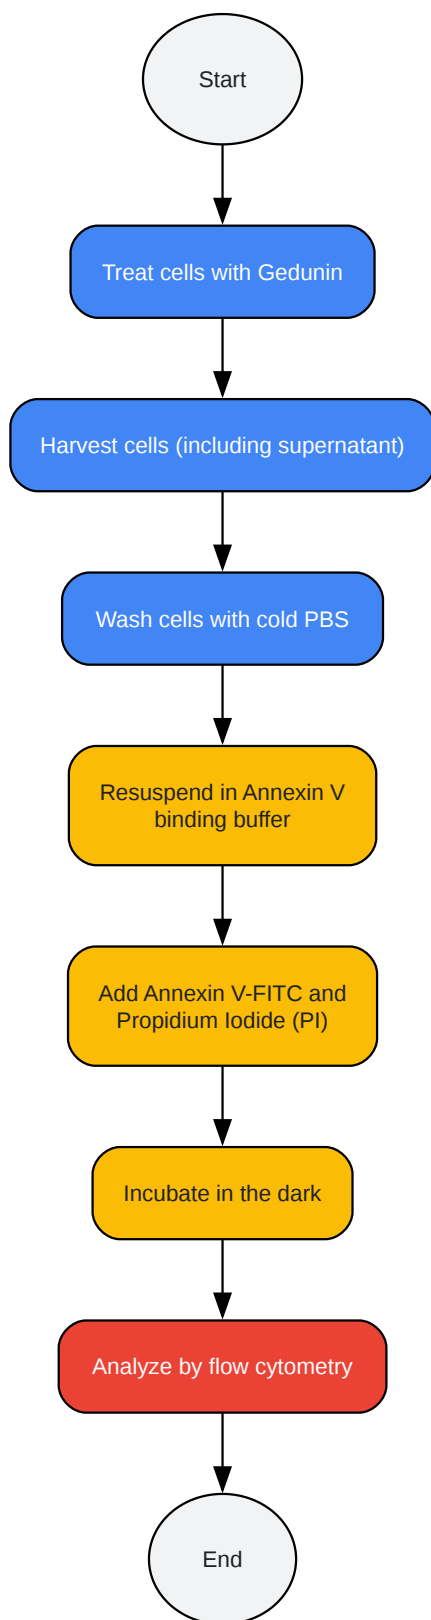 Start
Treat cells with Gedunin
Harvest cells (including supernatant)
Wash cells with cold PBS
Resuspend in Annexin V
binding buffer
Add Annexin V-FITC and
Propidium Iodide (PI)
Incubate in the dark
Analyze by flow cytometry
End